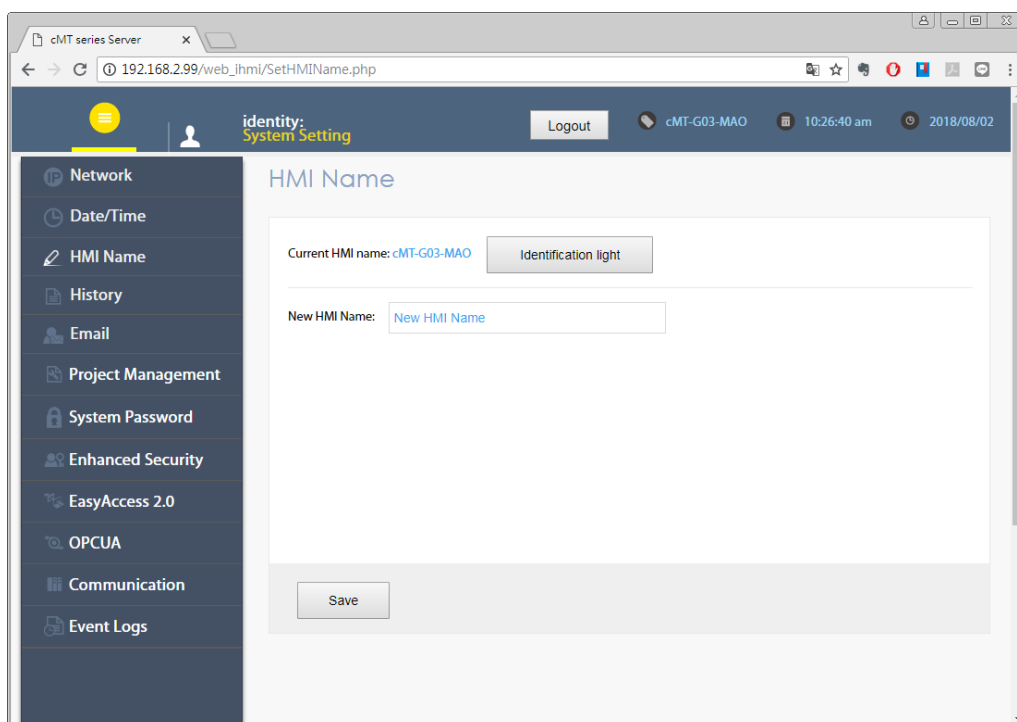 cMT series Server
192.168.2.99/web_ihmi/SetHMIName.php
identity:
System Setting
Logout
cMT-G03-MAO
10:26:40 am
2018/08/02
Network
Date/Time
HMI Name
History
Email
Project Management
System Password
Enhanced Security
EasyAccess 2.0
OPCUA
Communication
Event Logs
HMI Name
Current HMI name: cMT-G03-MAO
Identification light
New HMI Name: New HMI Name
Save